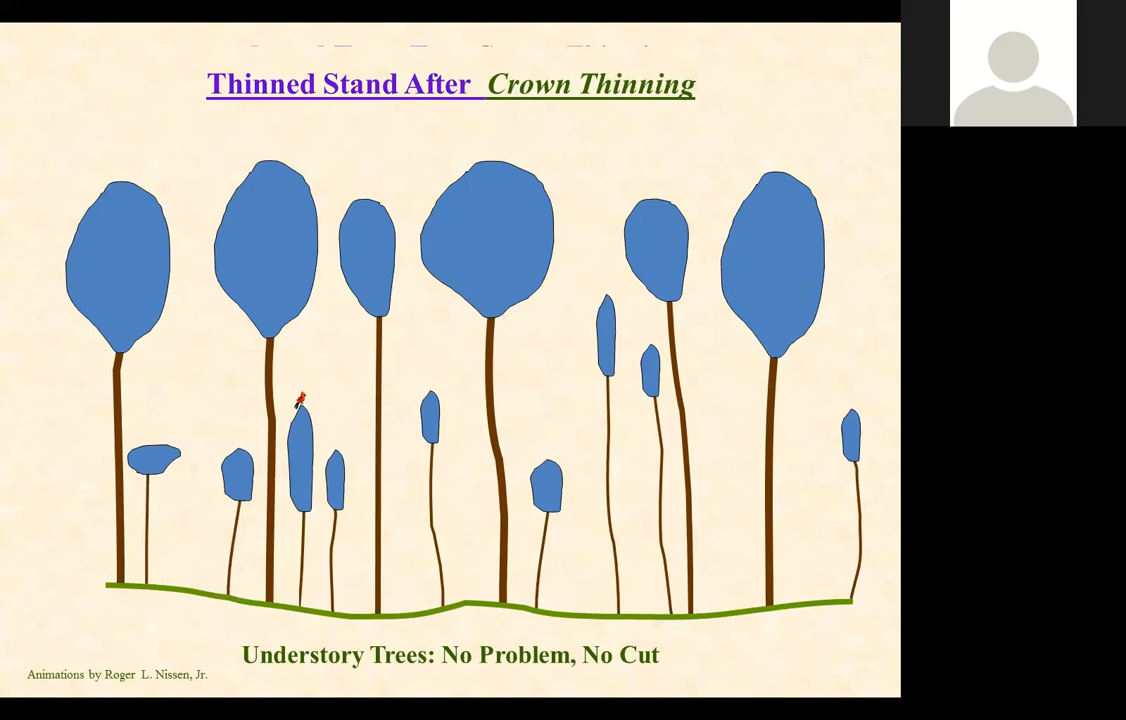 Thinned Stand After Crown Thinning
Understory Trees: No Problem, No Cut
Animations by Roger L. Nissen, Jr.